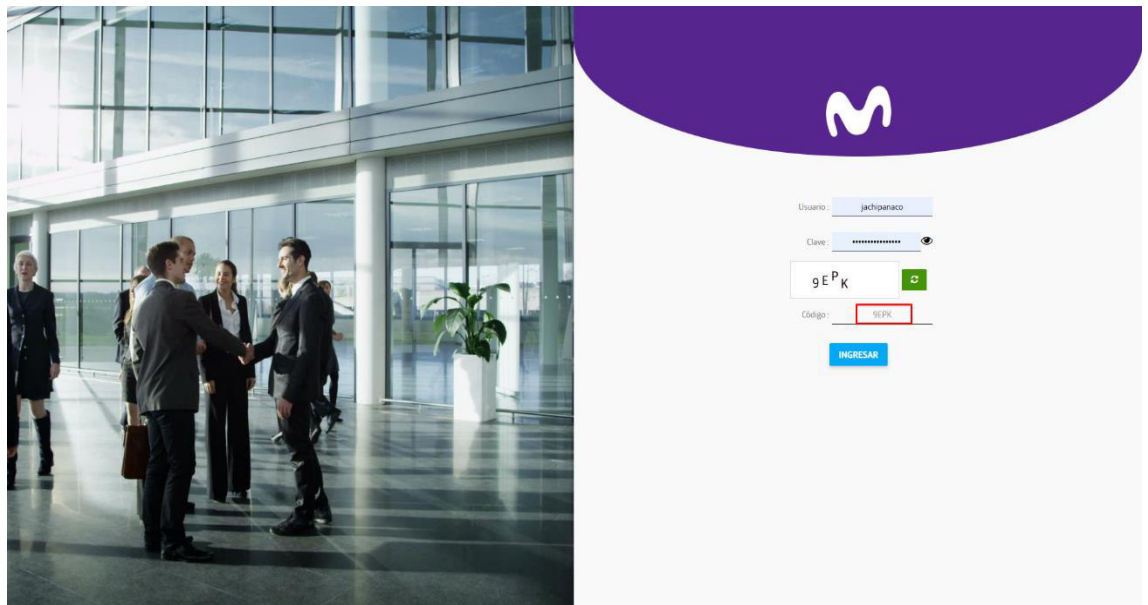 Usuario : jachipanaco
Clave : ••••••••••••••••
9EPK
Código : 9EPK
INGRESAR